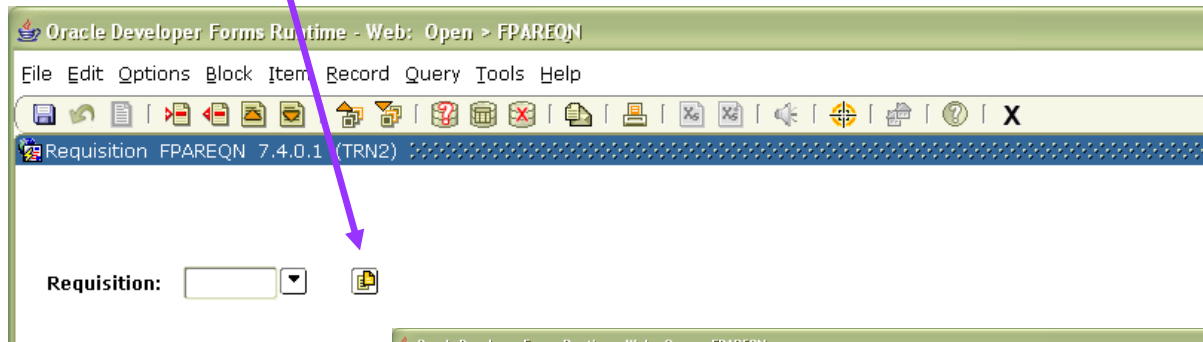 Oracle Developer Forms Runtime - Web: Open > FPAREQN
File Edit Options Block Item Record Query Tools Help
X
Requisition FPAREQN 7.4.0.1 (TRN2)
Requisition: